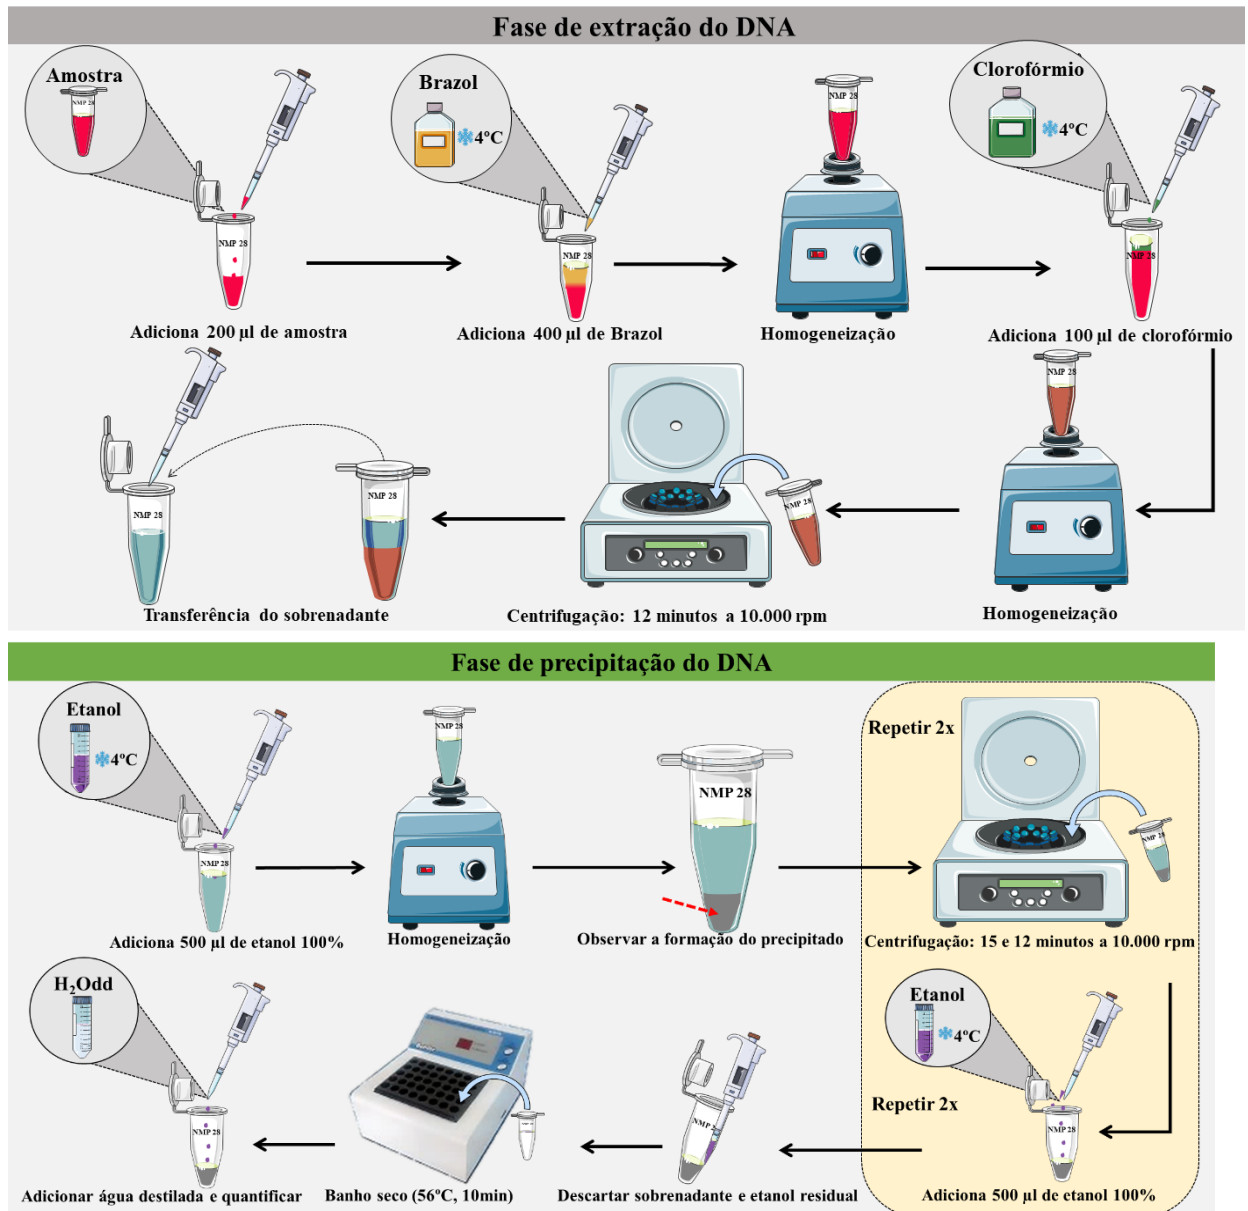 Fase de extração do DNA
Amostra
NMP 28
NMP 28
Adiciona 200 µl de amostra
Brazol
4ºC
NMP 28
Adiciona 400 µl de Brazol
NMP 28
Homogeneização
Clorofórmio
4ºC
NMP 28
Adiciona 100 µl de clorofórmio
NMP 28
NMP 28
Transferência do sobrenadante
NMP 28
Centrifugação: 12 minutos a 10.000 rpm
NMP 28
Homogeneização
Fase de precipitação do DNA
Etanol
4ºC
NMP 28
Adiciona 500 µl de etanol 100%
NMP 28
Homogeneização
NMP 28
Observar a formação do precipitado
Repetir 2x
NMP 28
Centrifugação: 15 e 12 minutos a 10.000 rpm
H₂Odd
NMP 28
Adicionar água destilada e quantificar
Banho seco (56ºC, 10min)
NMP 2
Descartar sobrenadante e etanol residual
Etanol
4ºC
Repetir 2x
NMP 28
Adiciona 500 µl de etanol 100%